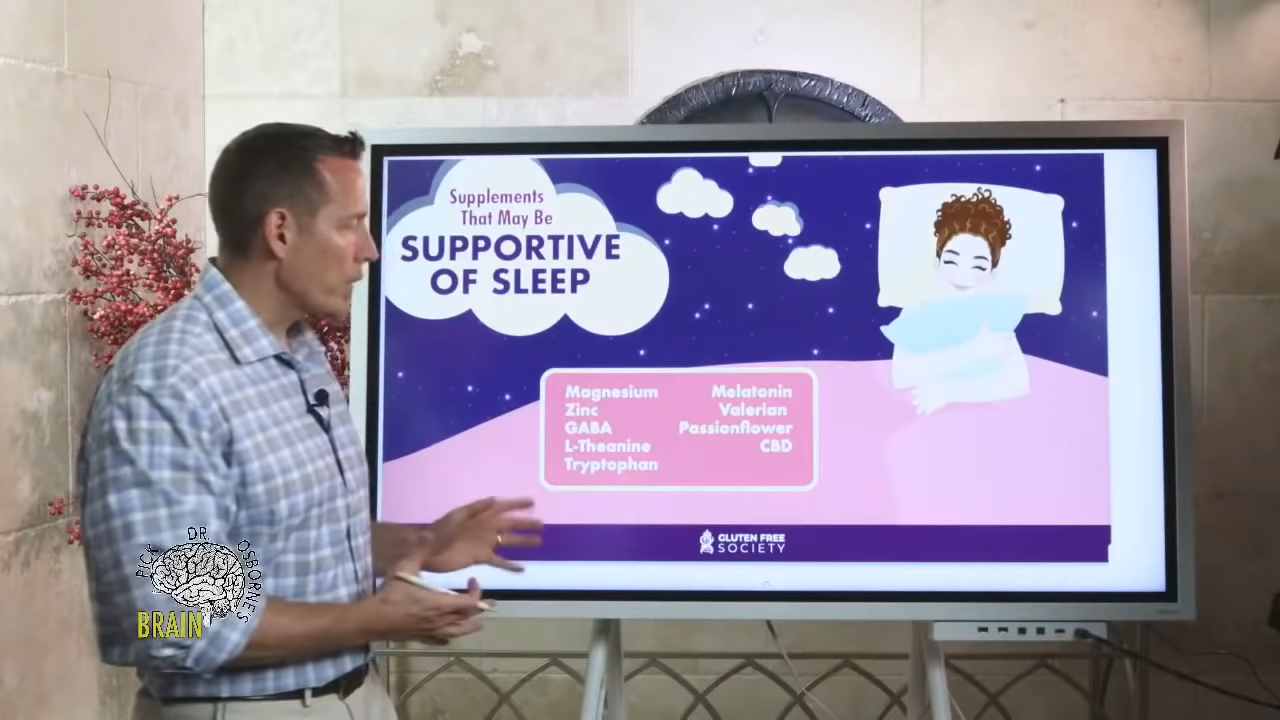 Supplements
That May Be
SUPPORTIVE
OF SLEEP
Magnesium
Zinc
GABA
L-Theanine
Tryptophan
Melatonin
Valerian
Passionflower
CBD
GLUTEN FREE
SOCIETY
PICK DR OSBORNE'S
BRAIN